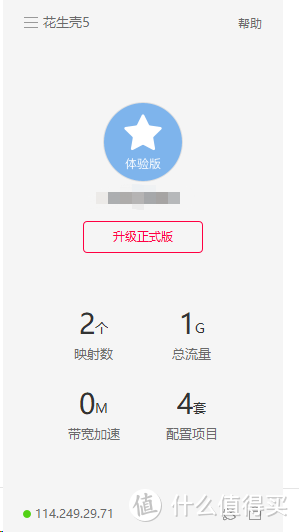 花生壳5 帮助
体验版
升级正式版
2个 1G
映射数 总流量
0M 4套
带宽加速 配置项目
114.249.29.71
值 什么值得买